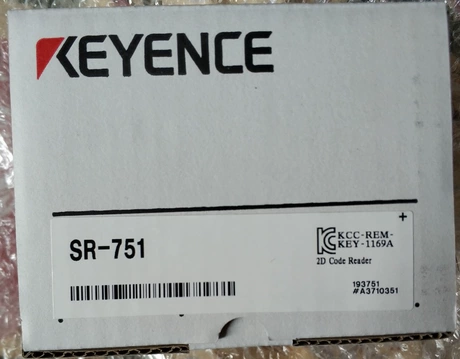 KEYENCE
SR-751
KCC-REM-
KEY-1169A
2D Code Reader
193751
#A3710351